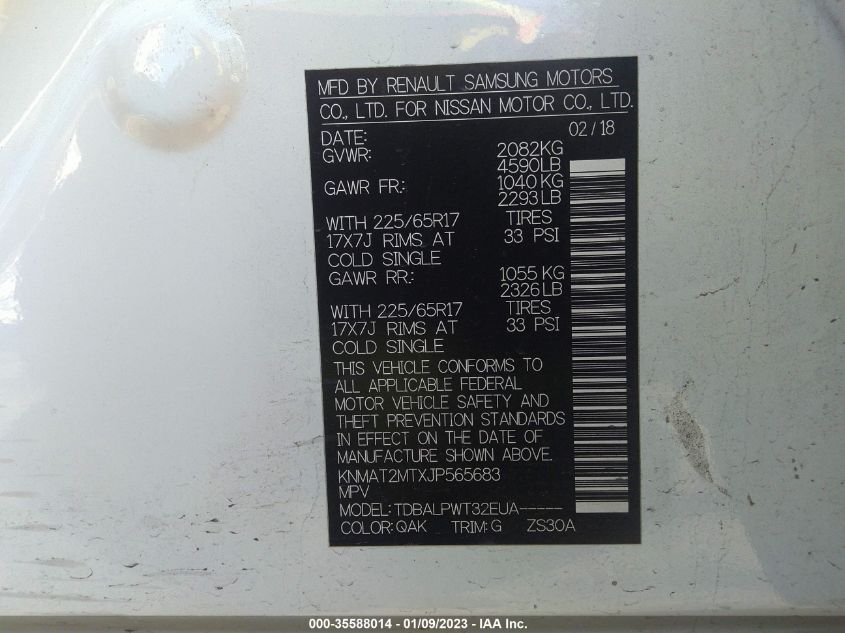 MFD BY RENAULT SAMSUNG MOTORS
CO., LTD. FOR NISSAN MOTOR CO., LTD.
DATE: 02 / 18
GVWR: 2082KG
4590LB
GAWR FR.: 1040 KG
2293 LB
WITH 225/65R17 TIRES
17X7J RIMS AT 33 PSI
COLD SINGLE
GAWR RR.: 1055 KG
2326 LB
WITH 225/65R17 TIRES
17X7J RIMS AT 33 PSI
COLD SINGLE
THIS VEHICLE CONFORMS TO
ALL APPLICABLE FEDERAL
MOTOR VEHICLE SAFETY AND
THEFT PREVENTION STANDARDS
IN EFFECT ON THE DATE OF
MANUFACTURE SHOWN ABOVE.
KNMAT2MTXJP565683
MPV
MODEL: TDBALPWT32EUA-----
COLOR: QAK TRIM: G ZS30A
000-35588014 - 01/09/2023 - IAA Inc.